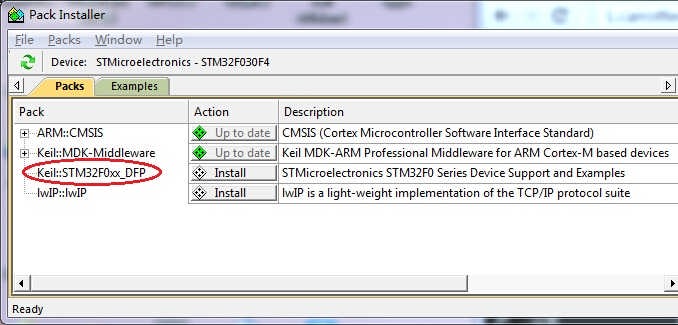 Pack Installer
File Packs Window Help
Device: STMicroelectronics - STM32F030F4
Packs Examples
Pack Action Description
ARM::CMSIS Up to date CMSIS (Cortex Microcontroller Software Interface Standard)
Keil::MDK-Middleware Up to date Keil MDK-ARM Professional Middleware for ARM Cortex-M based devices
Keil::STM32F0xx_DFP Install STMicroelectronics STM32F0 Series Device Support and Examples
lwIP::lwIP Install lwIP is a light-weight implementation of the TCP/IP protocol suite
Ready